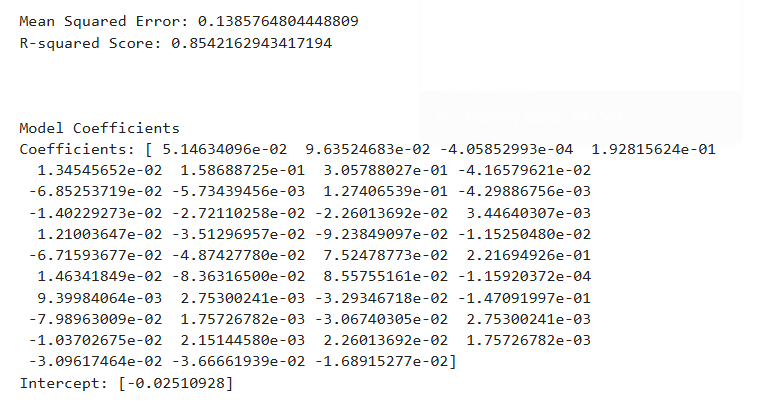 Mean Squared Error: 0.1385764804448809
R-squared Score: 0.8542162943417194
Model Coefficients
Coefficients: [ 5.14634096e-02 9.63524683e-02 -4.05852993e-04 1.92815624e-01
1.34545652e-02 1.58688725e-01 3.05788027e-01 -4.16579621e-02
-6.85253719e-02 -5.73439456e-03 1.27406539e-01 -4.29886756e-03
-1.40229273e-02 -2.72110258e-02 -2.26013692e-02 3.44640307e-03
1.21003647e-02 -3.51296957e-02 -9.23849097e-02 -1.15250480e-02
-6.71593677e-02 -4.87427780e-02 7.52478773e-02 2.21694926e-01
1.46341849e-02 -8.36316500e-02 8.55755161e-02 -1.15920372e-04
9.39984064e-03 2.75300241e-03 -3.29346718e-02 -1.47091997e-01
-7.98963009e-02 1.75726782e-03 -3.06740305e-02 2.75300241e-03
-1.03702675e-02 2.15144580e-03 2.26013692e-02 1.75726782e-03
-3.09617464e-02 -3.66661939e-02 -1.68915277e-02]
Intercept: [-0.02510928]